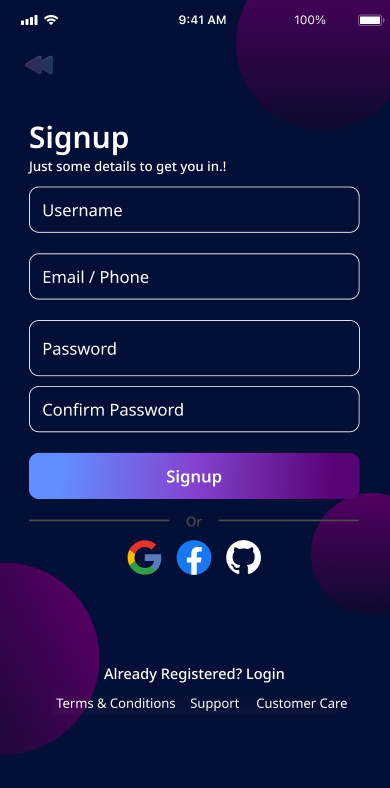 9:41 AM 100%
Signup
Just some details to get you in.!
Username
Email / Phone
Password
Confirm Password
Signup
Or
Already Registered? Login
Terms & Conditions Support Customer Care